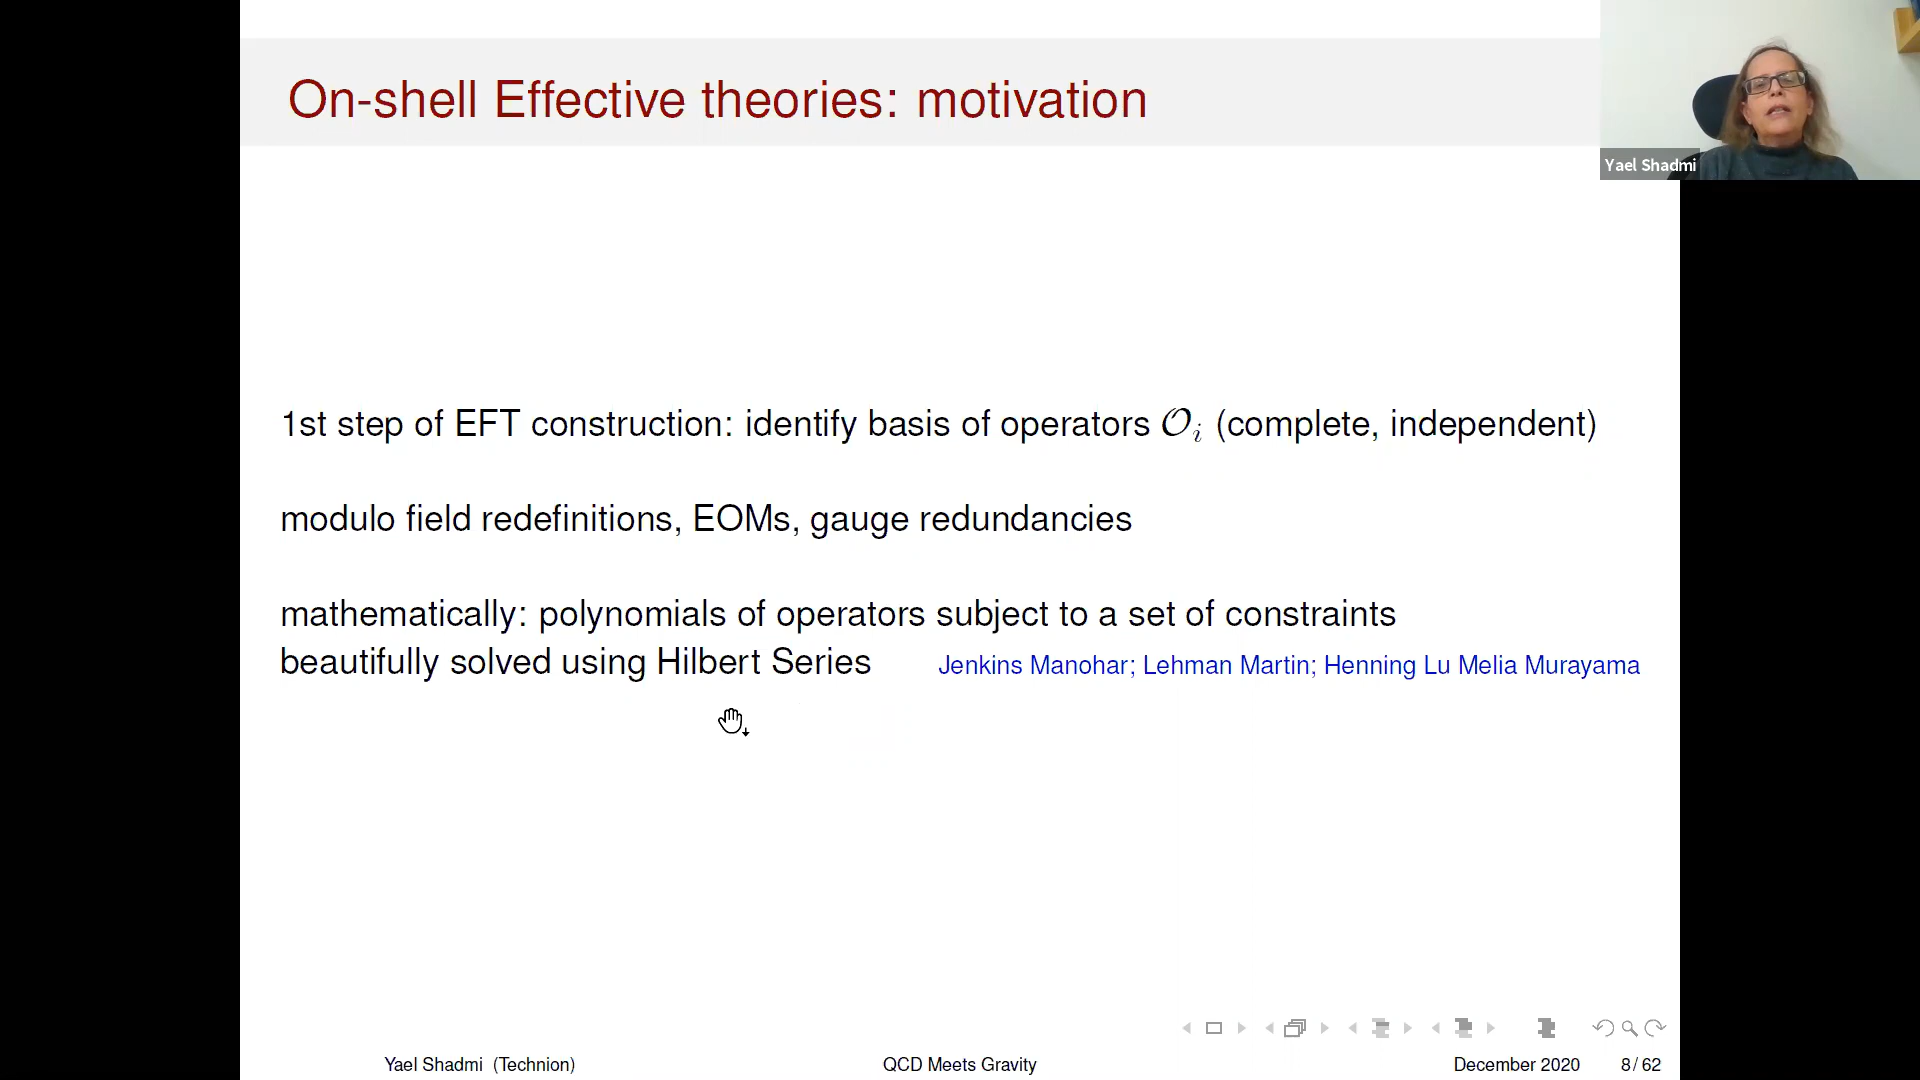 On-shell Effective theories: motivation
Yael Shadmi
1st step of EFT construction: identify basis of operators 𝒪ᵢ (complete, independent)
modulo field redefinitions, EOMs, gauge redundancies
mathematically: polynomials of operators subject to a set of constraints
beautifully solved using Hilbert Series Jenkins Manohar; Lehman Martin; Henning Lu Melia Murayama
Yael Shadmi (Technion) QCD Meets Gravity December 2020 8 / 62